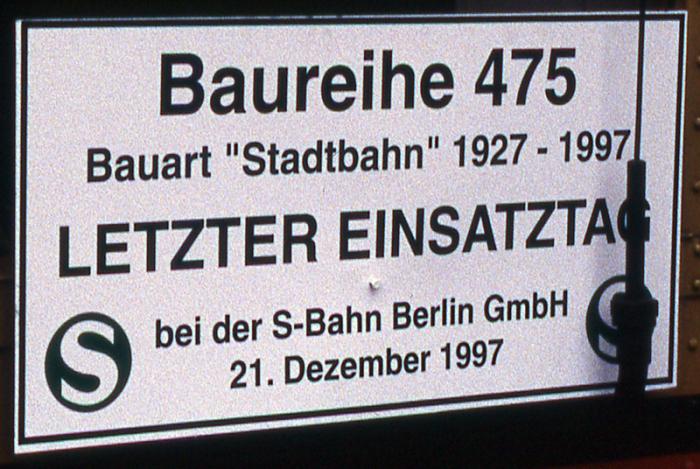 Baureihe 475
Bauart "Stadtbahn" 1927 - 1997
LETZTER EINSATZTAG
S bei der S-Bahn Berlin GmbH S
21. Dezember 1997